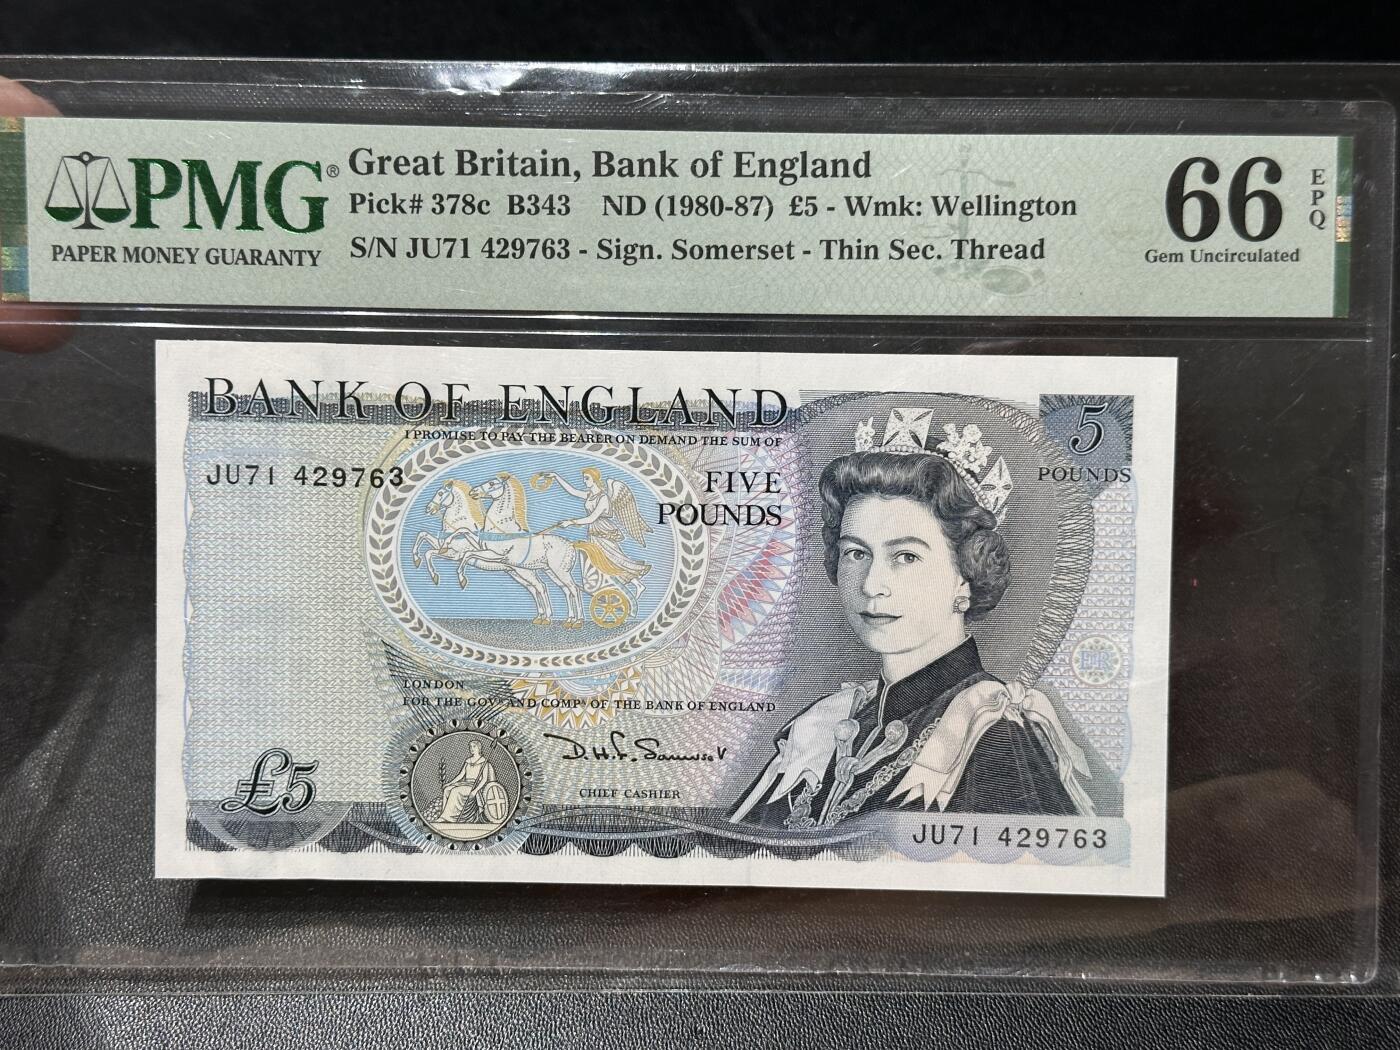 PMG®
PAPER MONEY GUARANTY
Great Britain, Bank of England
Pick# 378c B343 ND (1980-87) £5 - Wmk: Wellington
S/N JU71 429763 - Sign. Somerset - Thin Sec. Thread
66
EPQ
Gem Uncirculated
BANK OF ENGLAND
I PROMISE TO PAY THE BEARER ON DEMAND THE SUM OF
5
POUNDS
JU71 429763
FIVE
POUNDS
LONDON
FOR THE GOVR AND COMPA OF THE BANK OF ENGLAND
D.H.F. Somerset
CHIEF CASHIER
£5
ER
JU71 429763